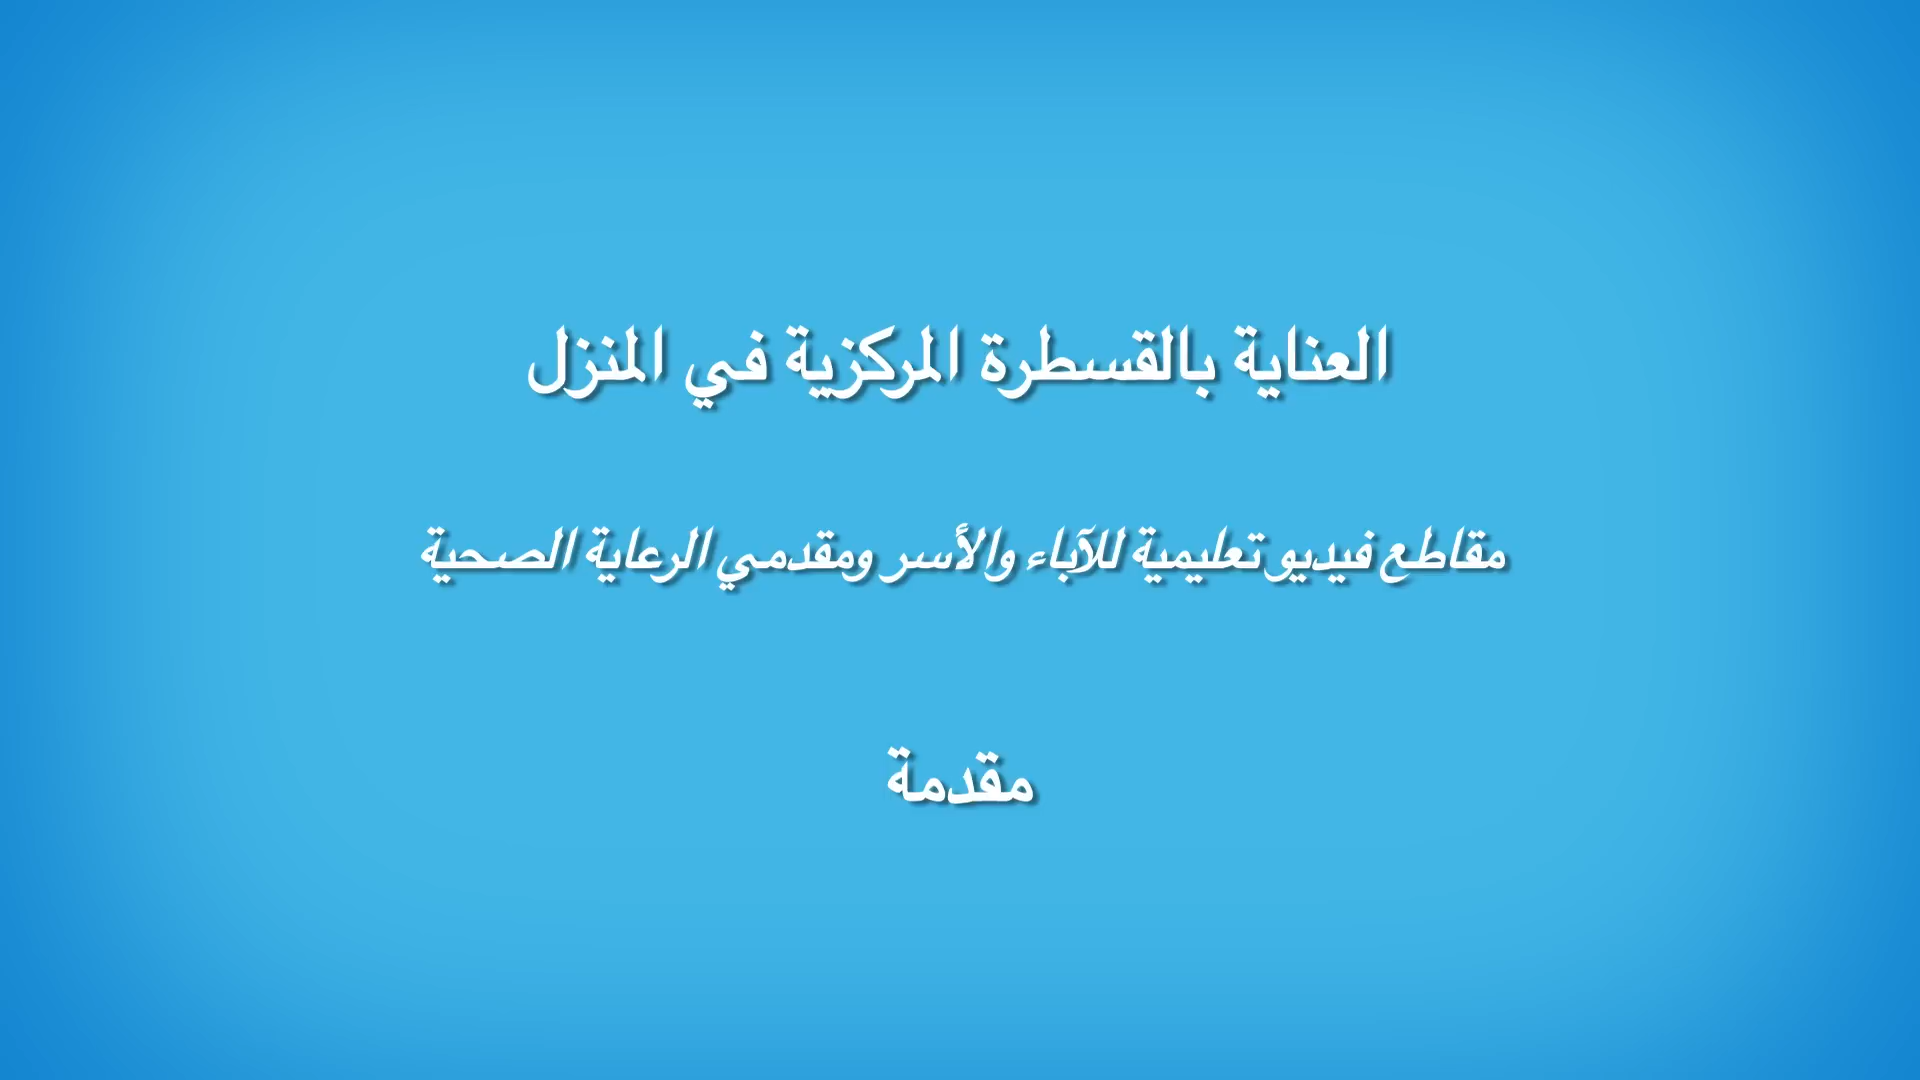 العناية بالقسطرة المركزية في المنزل
مقاطع فيديو تعليمية للآباء والأسر ومقدمي الرعاية الصحية
مقدمة